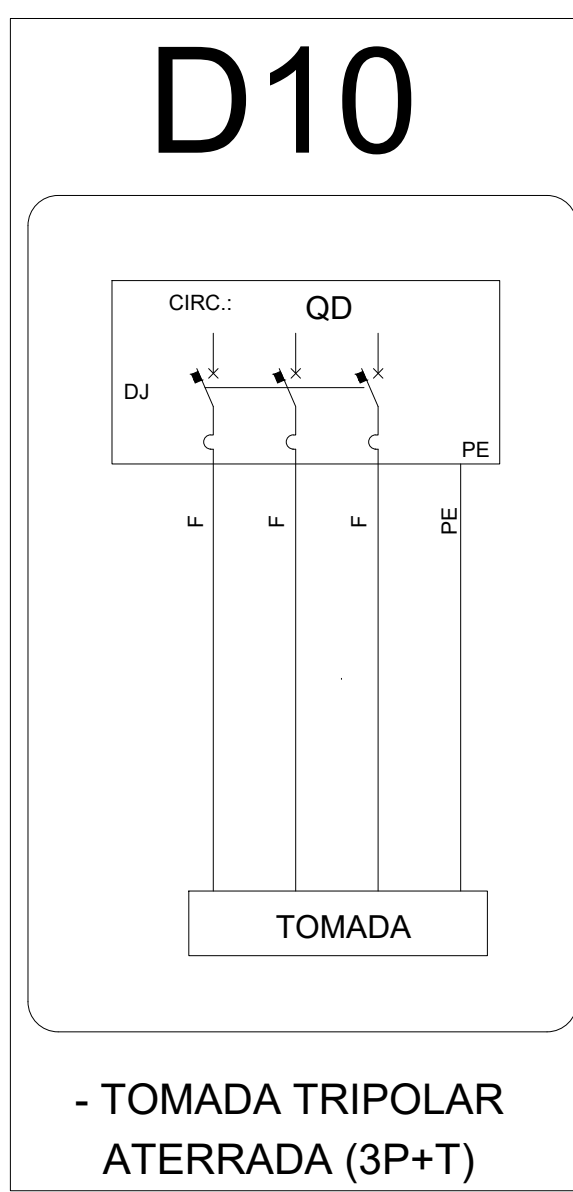 D10
CIRC.: QD
DJ
PE
F F F PE
TOMADA
- TOMADA TRIPOLAR
ATERRADA (3P+T)